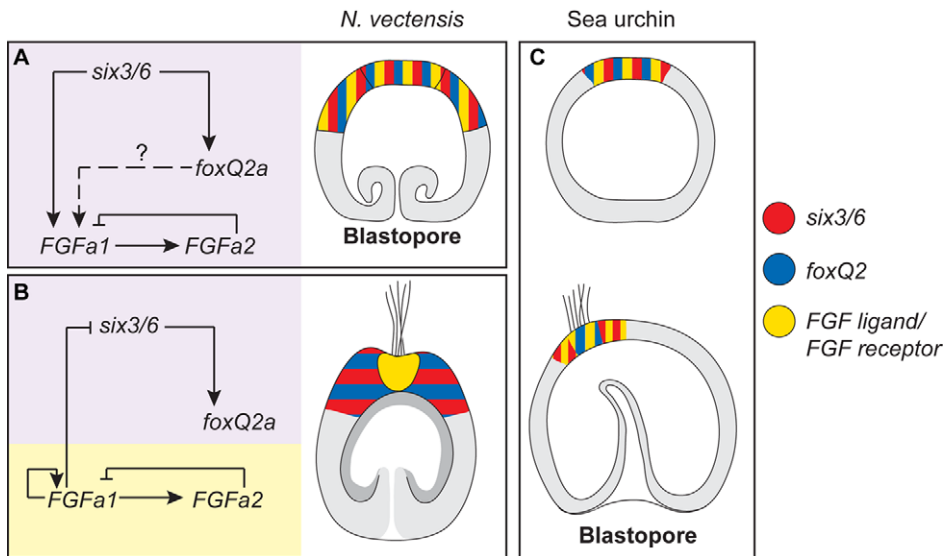 N. vectensis
Sea urchin
A
six3/6
?
foxQ2a
FGFa1
FGFa2
Blastopore
B
six3/6
foxQ2a
FGFa1
FGFa2
C
Blastopore
six3/6
foxQ2
FGF ligand/
FGF receptor